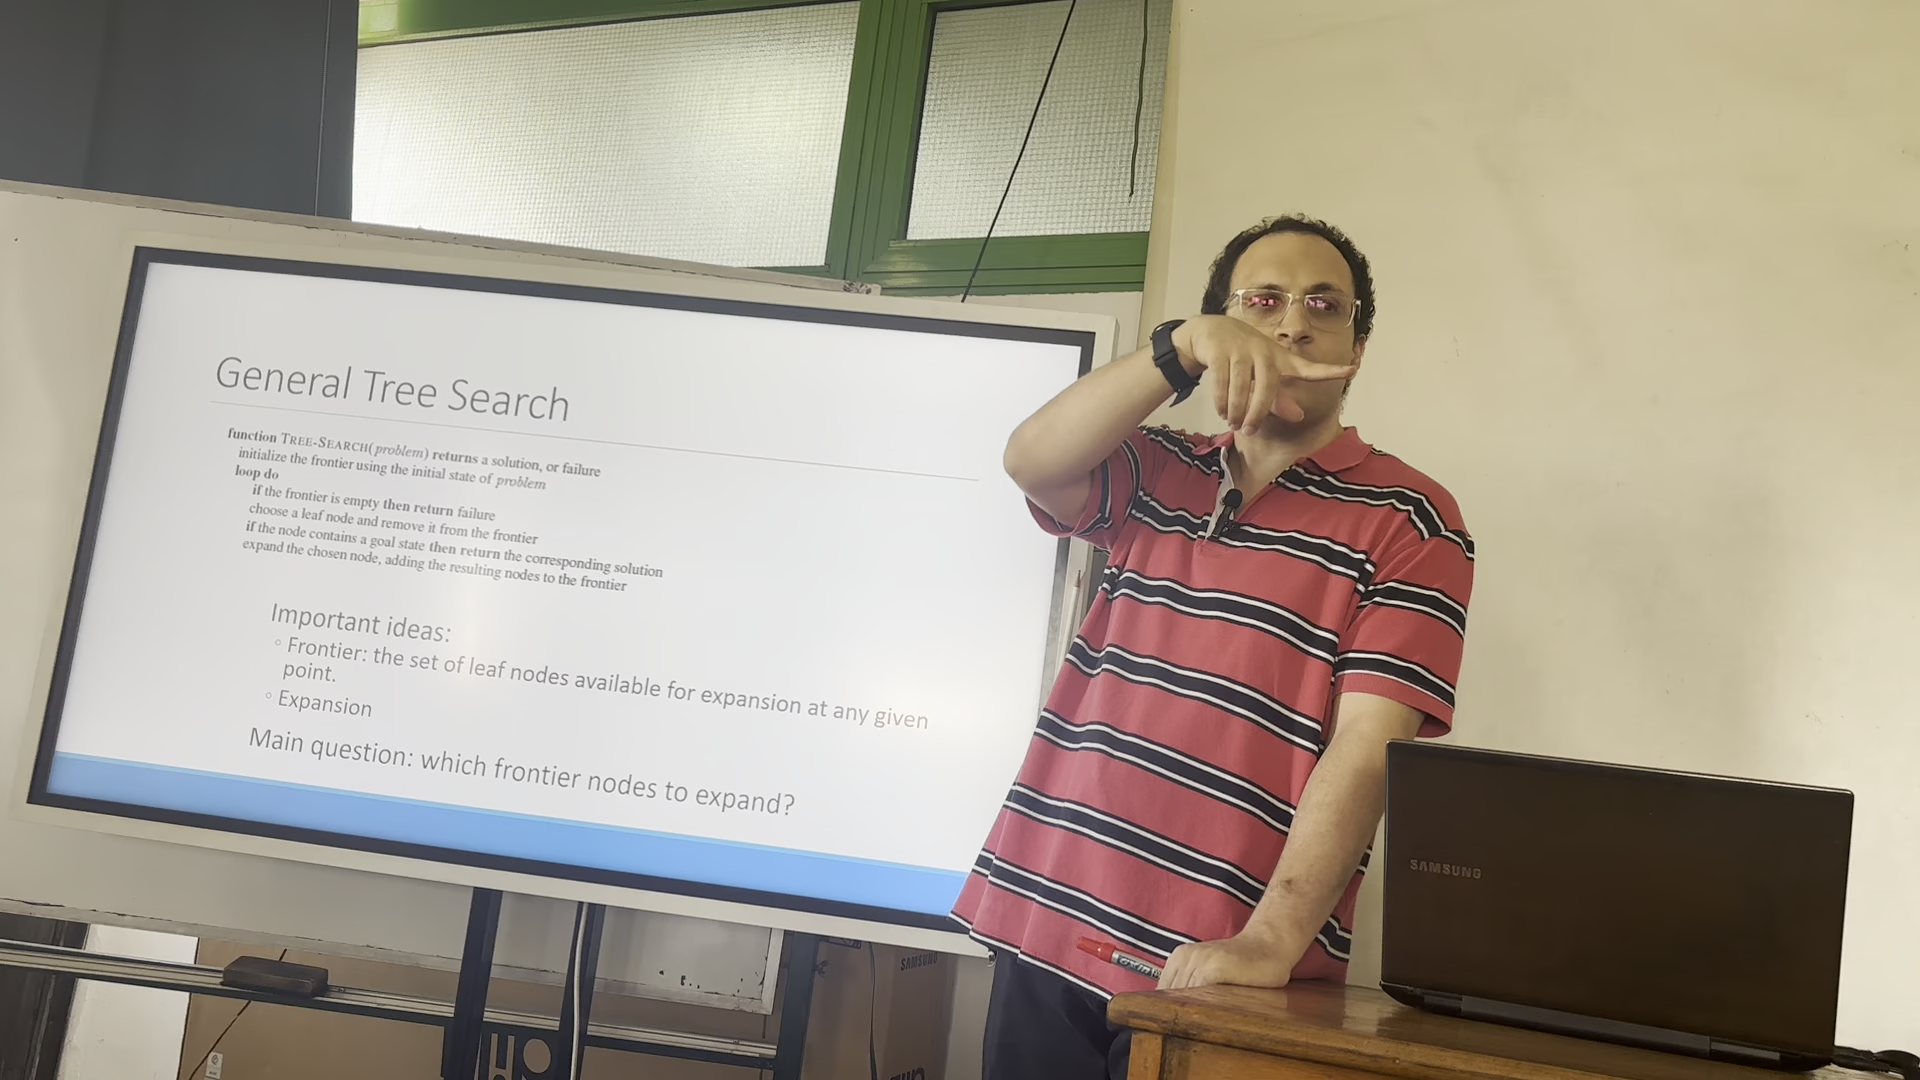 General Tree Search
function TREE-SEARCH(problem) returns a solution, or failure
initialize the frontier using the initial state of problem
loop do
if the frontier is empty then return failure
choose a leaf node and remove it from the frontier
if the node contains a goal state then return the corresponding solution
expand the chosen node, adding the resulting nodes to the frontier
Important ideas:
◦ Frontier: the set of leaf nodes available for expansion at any given
point.
◦ Expansion
Main question: which frontier nodes to expand?
SAMSUNG
SAMSUNG